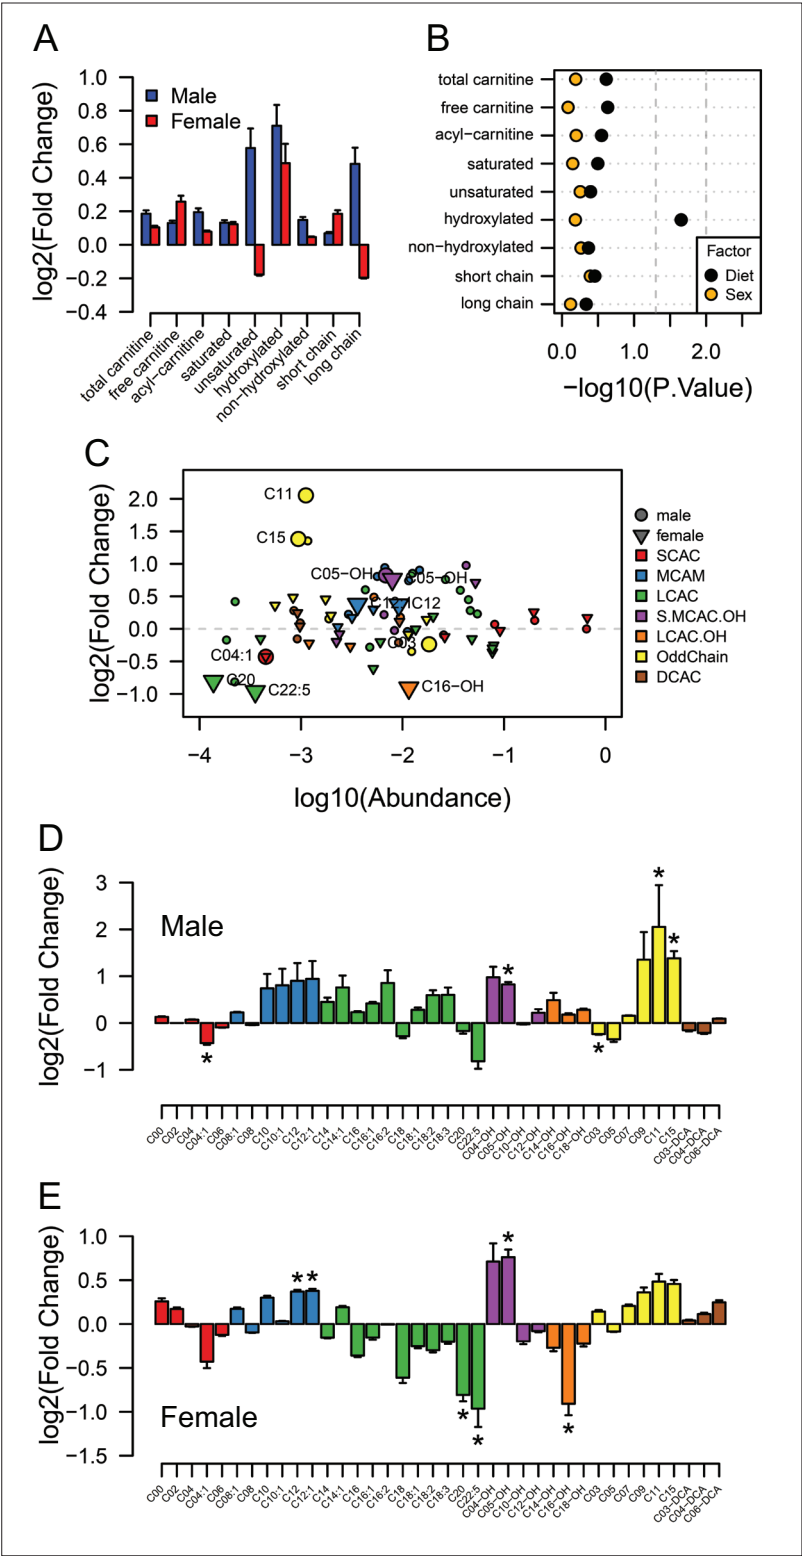 A
log2(Fold Change)
1.0
0.8
0.6
0.4
0.2
0.0
−0.2
−0.4
Male
Female
total carnitine
free carnitine
acyl−carnitine
saturated
unsaturated
hydroxylated
non−hydroxylated
short chain
long chain
B
total carnitine
free carnitine
acyl−carnitine
saturated
unsaturated
hydroxylated
non−hydroxylated
short chain
long chain
Factor
Diet
Sex
0.0 1.0 2.0
−log10(P.Value)
C
log2(Fold Change)
2.0
1.5
1.0
0.5
0.0
−0.5
−1.0
C11
C15
C05−OH
C05−OH
C12
C04:1
C20
C22:5
C16−OH
−4 −3 −2 −1 0
log10(Abundance)
male
female
SCAC
MCAM
LCAC
S.MCAC.OH
LCAC.OH
OddChain
DCAC
D
log2(Fold Change)
3
2
1
0
−1
Male
*
*
*
*
*
C00
C02
C04
C04:1
C06
C08:1
C08
C10
C10:1
C12
C12:1
C14
C14:1
C16
C16:1
C16:2
C18
C18:1
C18:2
C18:3
C20
C22:5
C04−OH
C05−OH
C10−OH
C12−OH
C14−OH
C16−OH
C18−OH
C03
C05
C07
C09
C11
C15
C03−DCA
C04−DCA
C06−DCA
E
log2(Fold Change)
1.0
0.5
0.0
−0.5
−1.0
−1.5
Female
*
*
*
*
*
*
C00
C02
C04
C04:1
C06
C08:1
C08
C10
C10:1
C12
C12:1
C14
C14:1
C16
C16:1
C16:2
C18
C18:1
C18:2
C18:3
C20
C22:5
C04−OH
C05−OH
C10−OH
C12−OH
C14−OH
C16−OH
C18−OH
C03
C05
C07
C09
C11
C15
C03−DCA
C04−DCA
C06−DCA